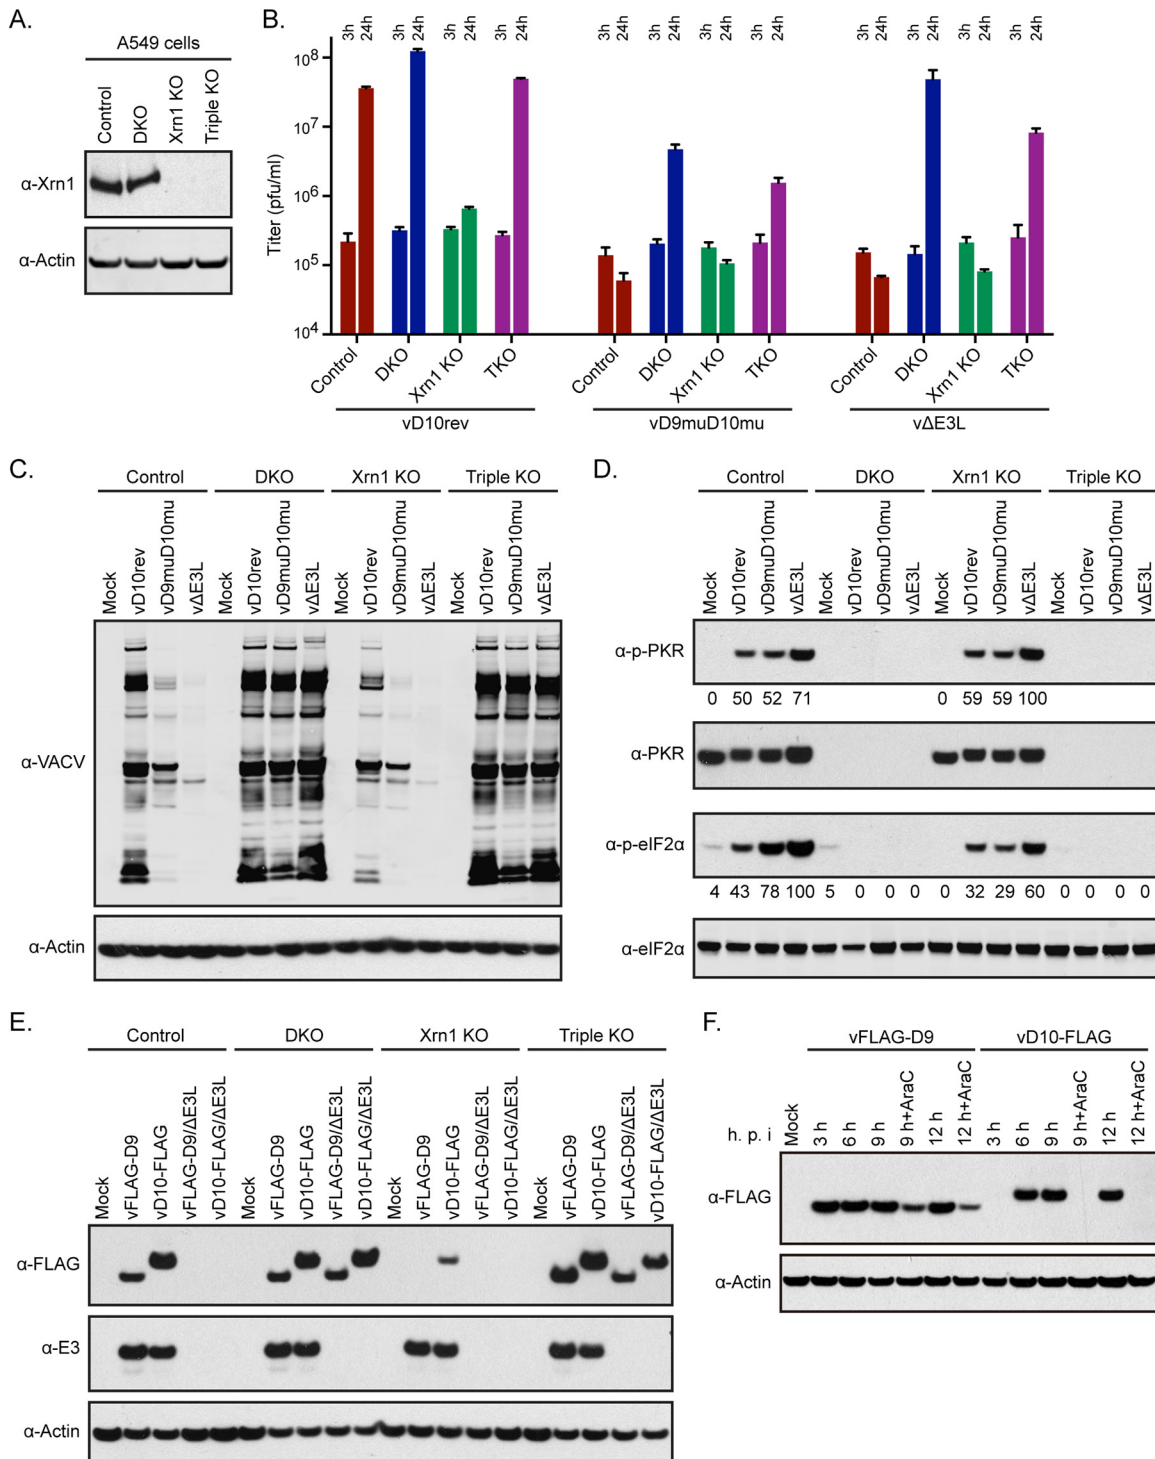 A.
A549 cells
Control
DKO
Xrn1 KO
Triple KO
α-Xrn1
α-Actin
B.
3h 24h 3h 24h 3h 24h 3h 24h 3h 24h 3h 24h 3h 24h 3h 24h 3h 24h 3h 24h 3h 24h 3h 24h
Titer (pfu/ml)
10⁸
10⁷
10⁶
10⁵
10⁴
Control DKO Xrn1 KO TKO Control DKO Xrn1 KO TKO Control DKO Xrn1 KO TKO
vD10rev vD9muD10mu vΔE3L
C.
Control DKO Xrn1 KO Triple KO
Mock vD10rev vD9muD10mu vΔE3L Mock vD10rev vD9muD10mu vΔE3L Mock vD10rev vD9muD10mu vΔE3L Mock vD10rev vD9muD10mu vΔE3L
α-VACV
α-Actin
D.
Control DKO Xrn1 KO Triple KO
Mock vD10rev vD9muD10mu vΔE3L Mock vD10rev vD9muD10mu vΔE3L Mock vD10rev vD9muD10mu vΔE3L Mock vD10rev vD9muD10mu vΔE3L
α-p-PKR
0 50 52 71 0 59 59 100
α-PKR
α-p-eIF2α
4 43 78 100 5 0 0 0 0 32 29 60 0 0 0 0
α-eIF2α
E.
Control DKO Xrn1 KO Triple KO
Mock vFLAG-D9 vD10-FLAG vFLAG-D9/ΔE3L vD10-FLAG/ΔE3L Mock vFLAG-D9 vD10-FLAG vFLAG-D9/ΔE3L vD10-FLAG/ΔE3L Mock vFLAG-D9 vD10-FLAG vFLAG-D9/ΔE3L vD10-FLAG/ΔE3L Mock vFLAG-D9 vD10-FLAG vFLAG-D9/ΔE3L vD10-FLAG/ΔE3L
α-FLAG
α-E3
α-Actin
F.
vFLAG-D9 vD10-FLAG
h. p. i Mock 3 h 6 h 9 h 9 h+AraC 12 h 12 h+AraC 3 h 6 h 9 h 9 h+AraC 12 h 12 h+AraC
α-FLAG
α-Actin